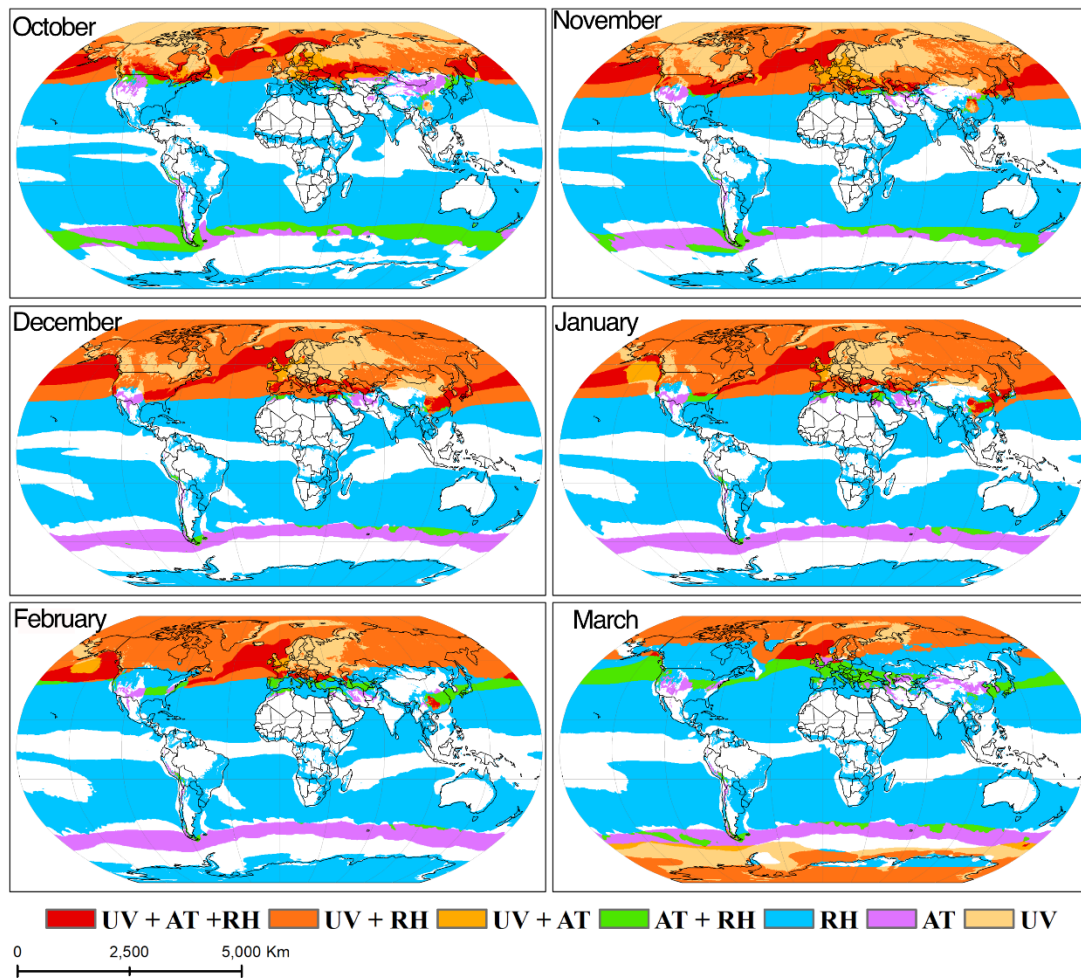 October
November
December
January
February
March
UV + AT +RH UV + RH UV + AT AT + RH RH AT UV
0 2,500 5,000 Km